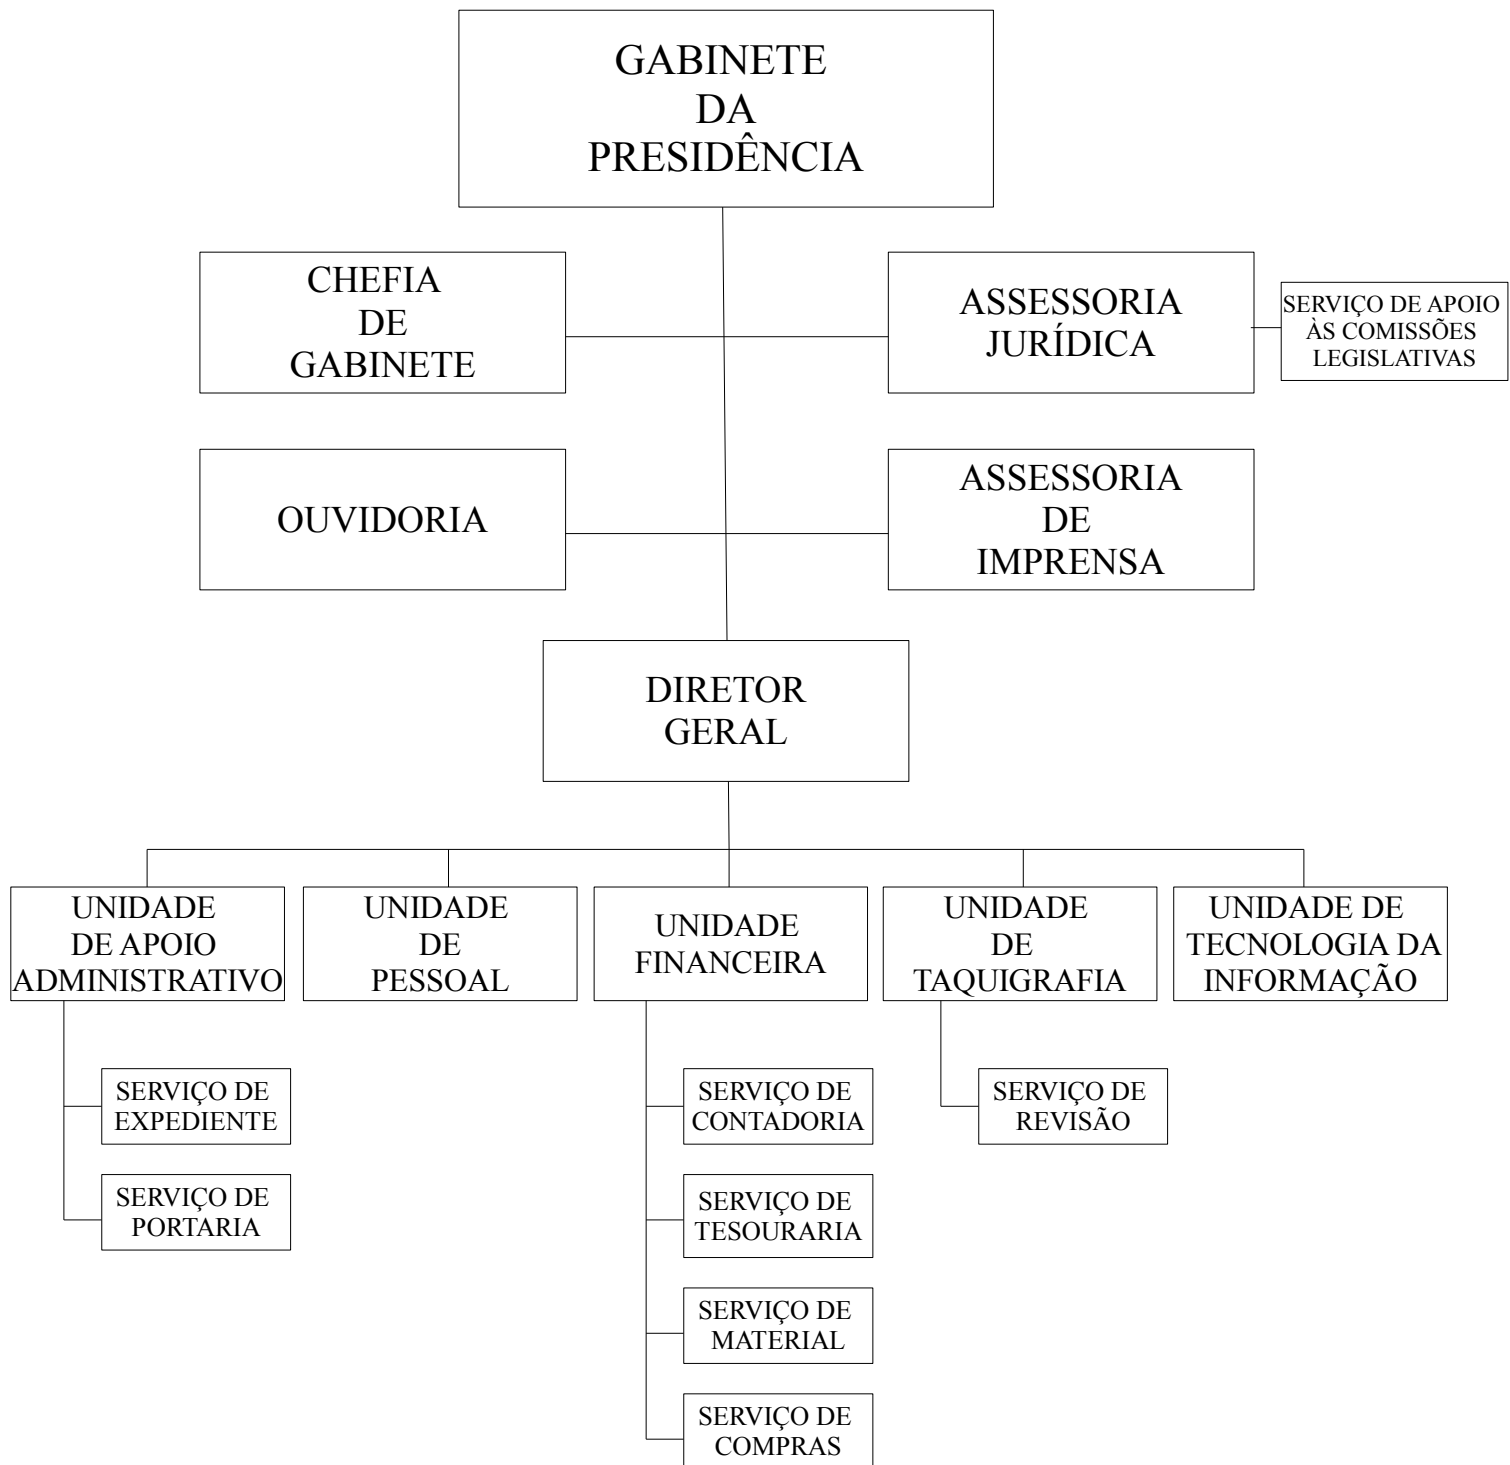 GABINETE
DA
PRESIDÊNCIA
CHEFIA
DE
GABINETE
ASSESSORIA
JURÍDICA
SERVIÇO DE APOIO
ÀS COMISSÕES
LEGISLATIVAS
OUVIDORIA
ASSESSORIA
DE
IMPRENSA
DIRETOR
GERAL
UNIDADE
DE APOIO
ADMINISTRATIVO
UNIDADE
DE
PESSOAL
UNIDADE
FINANCEIRA
UNIDADE
DE
TAQUIGRAFIA
UNIDADE DE
TECNOLOGIA DA
INFORMAÇÃO
SERVIÇO DE
EXPEDIENTE
SERVIÇO DE
PORTARIA
SERVIÇO DE
CONTADORIA
SERVIÇO DE
TESOURARIA
SERVIÇO DE
MATERIAL
SERVIÇO DE
COMPRAS
SERVIÇO DE
REVISÃO